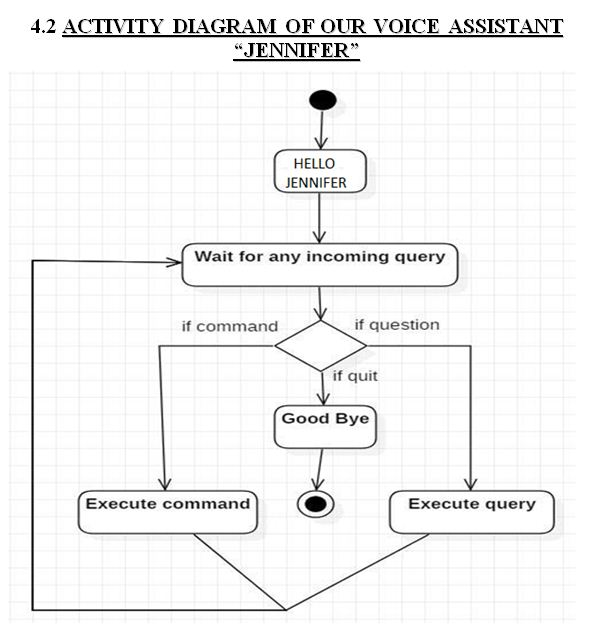 4.2 ACTIVITY DIAGRAM OF OUR VOICE ASSISTANT
“JENNIFER”
HELLO
JENNIFER
Wait for any incoming query
if command
if question
if quit
Good Bye
Execute command
Execute query